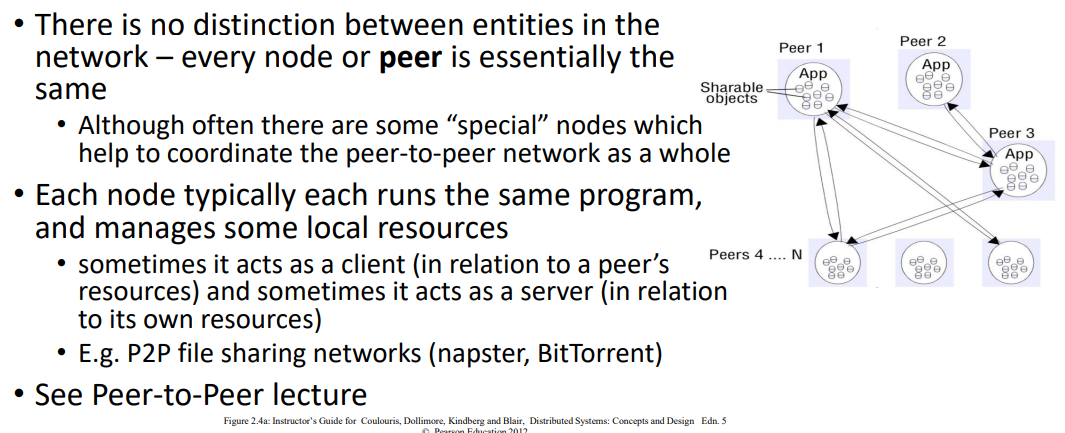 • There is no distinction between entities in the
network – every node or peer is essentially the
same
• Although often there are some “special” nodes which
help to coordinate the peer-to-peer network as a whole
• Each node typically each runs the same program,
and manages some local resources
• sometimes it acts as a client (in relation to a peer’s
resources) and sometimes it acts as a server (in relation
to its own resources)
• E.g. P2P file sharing networks (napster, BitTorrent)
• See Peer-to-Peer lecture
Peer 1
App
Sharable
objects
Peer 2
App
Peer 3
App
Peers 4 .... N
Figure 2.4a: Instructor’s Guide for Coulouris, Dollimore, Kindberg and Blair, Distributed Systems: Concepts and Design Edn. 5
© Pearson Education 2012